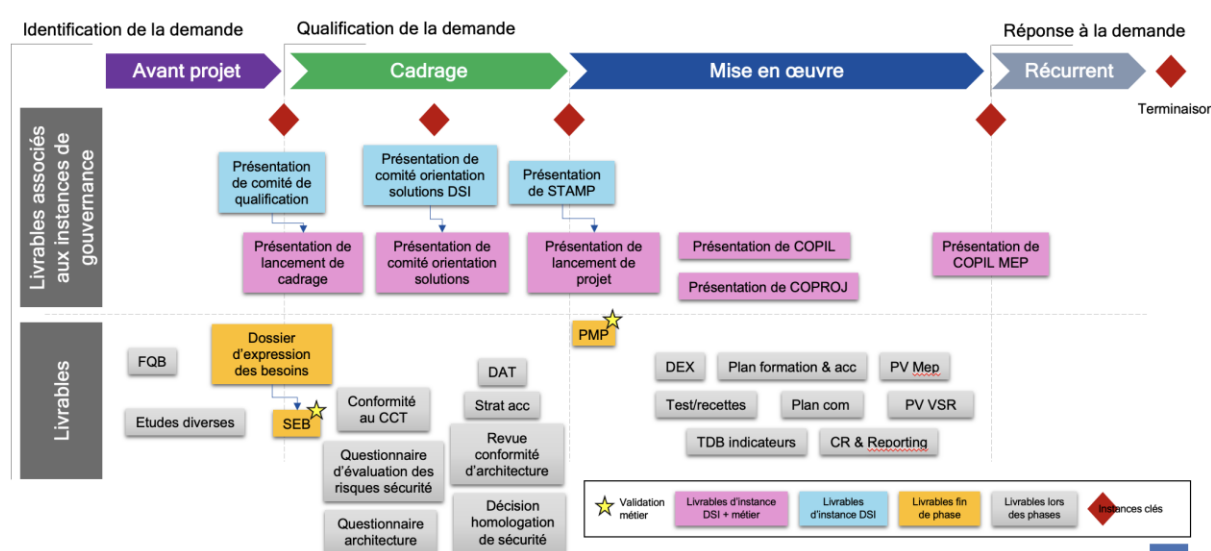 Identification de la demande
Qualification de la demande
Réponse à la demande
Avant projet
Cadrage
Mise en œuvre
Récurrent
Terminaisor
Livrables associés
aux instances de
gouvernance
Présentation
de comité de
qualification
Présentation de
comité orientation
solutions DSI
Présentation
de STAMP
Présentation de
lancement de
cadrage
Présentation de
comité orientation
solutions
Présentation de
lancement de
projet
Présentation de COPIL
Présentation de COPROJ
Présentation de
COPIL MEP
Livrables
FQB
Etudes diverses
Dossier
d'expression
des besoins
SEB
Conformité
au CCT
Questionnaire
d'évaluation des
risques sécurité
Questionnaire
architecture
DAT
Strat acc
Revue
conformité
d'architecture
Décision
homologation
de sécurité
PMP
DEX
Plan formation & acc
PV Mep
Test/recettes
Plan com
PV VSR
TDB indicateurs
CR & Reporting
Validation
métier
Livrables d'instance
DSI + métier
Livrables
d'instance DSI
Livrables fin
de phase
Livrables lors
des phases
Instances clés